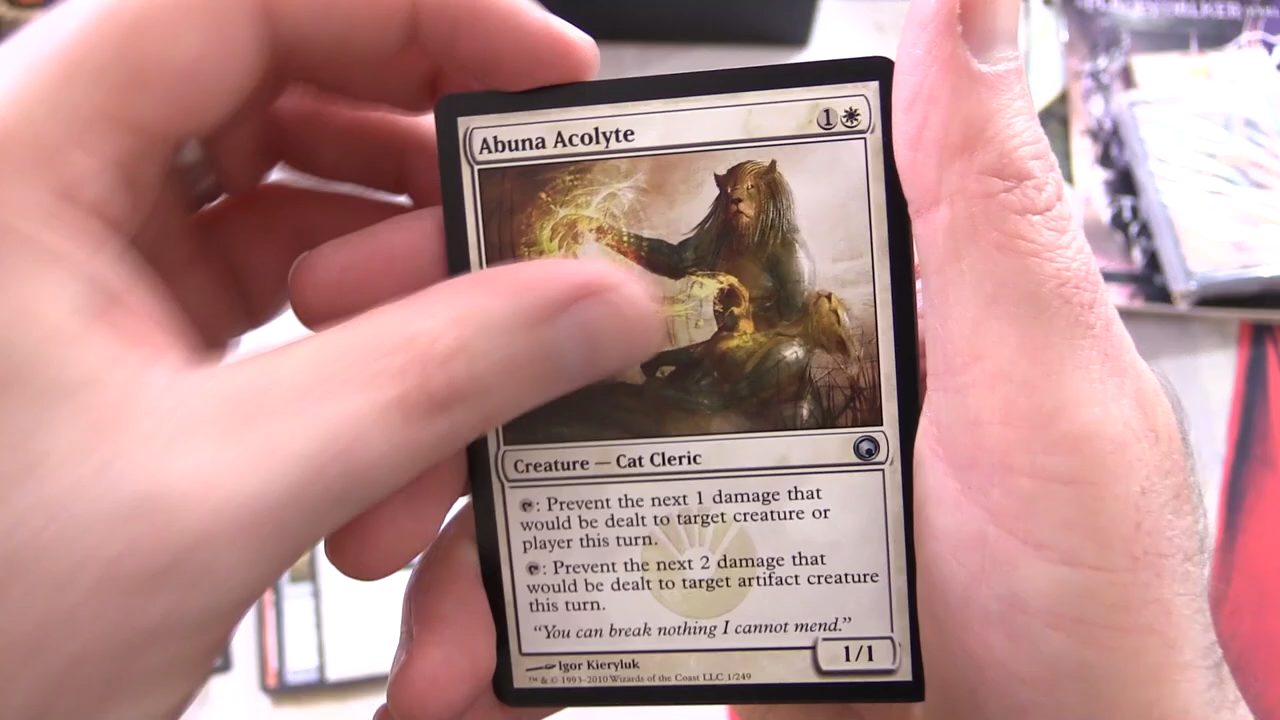 Abuna Acolyte 1
Creature — Cat Cleric
: Prevent the next 1 damage that
would be dealt to target creature or
player this turn.
: Prevent the next 2 damage that
would be dealt to target artifact creature
this turn.
“You can break nothing I cannot mend.”
1/1
Igor Kieryluk
™ & © 1993-2010 Wizards of the Coast LLC 1/249